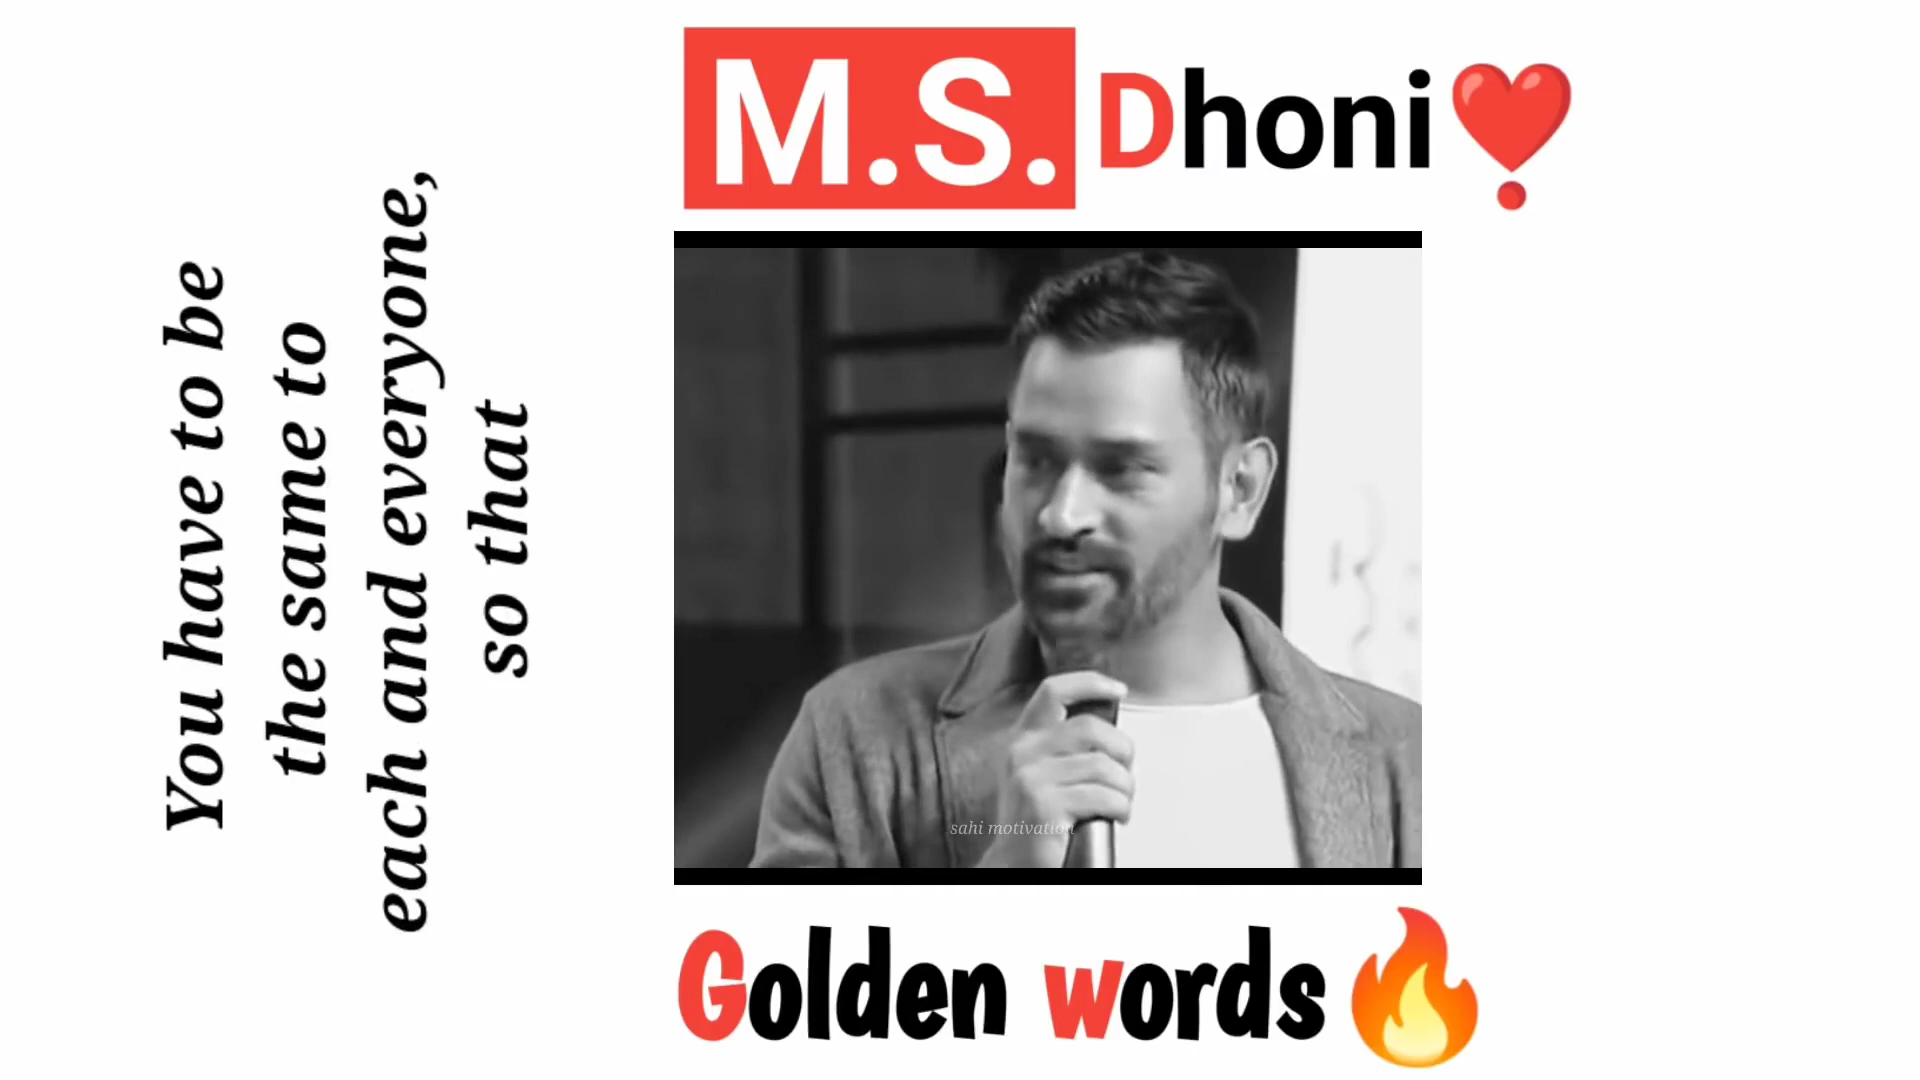 M.S. Dhoni❣️
You have to be
the same to
each and everyone,
so that
sahi motivation
Golden words🔥